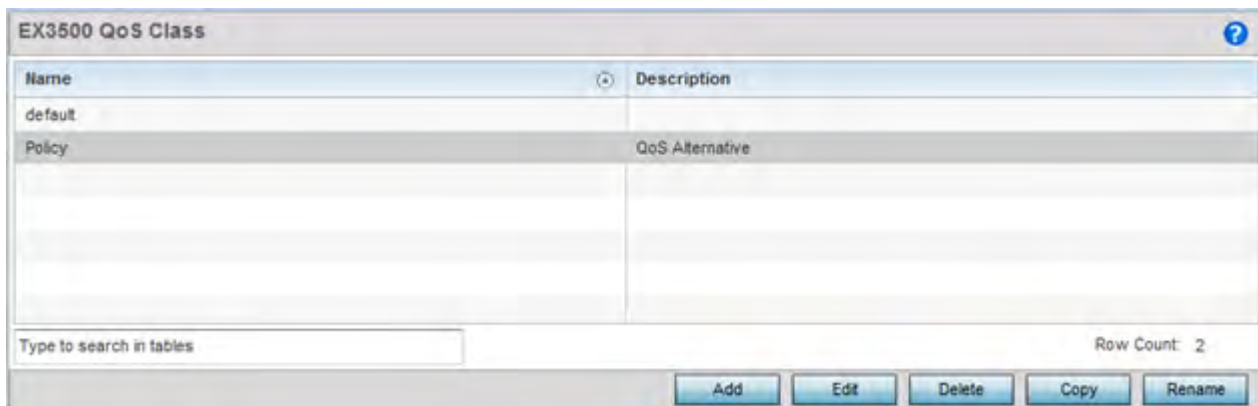 EX3500 QoS Class
?
Name Description
default
Policy QoS Alternative
Type to search in tables
Row Count: 2
Add Edit Delete Copy Rename